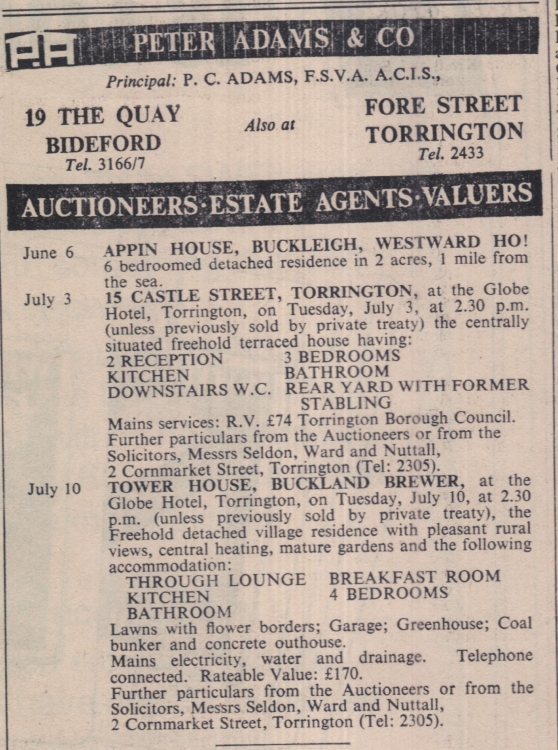 P.A PETER ADAMS & CO
Principal: P. C. ADAMS, F.S.V.A. A.C.I.S.,
19 THE QUAY
BIDEFORD
Tel. 3166/7
Also at
FORE STREET
TORRINGTON
Tel. 2433
AUCTIONEERS·ESTATE AGENTS·VALUERS
June 6 APPIN HOUSE, BUCKLEIGH, WESTWARD HO!
6 bedroomed detached residence in 2 acres, 1 mile from
the sea.
July 3 15 CASTLE STREET, TORRINGTON, at the Globe
Hotel, Torrington, on Tuesday, July 3, at 2.30 p.m.
(unless previously sold by private treaty) the centrally
situated freehold terraced house having:
2 RECEPTION 3 BEDROOMS
KITCHEN BATHROOM
DOWNSTAIRS W.C. REAR YARD WITH FORMER
STABLING
Mains services: R.V. £74 Torrington Borough Council.
Further particulars from the Auctioneers or from the
Solicitors, Messrs Seldon, Ward and Nuttall,
2 Cornmarket Street, Torrington (Tel: 2305).
July 10 TOWER HOUSE, BUCKLAND BREWER, at the
Globe Hotel, Torrington, on Tuesday, July 10, at 2.30
p.m. (unless previously sold by private treaty), the
Freehold detached village residence with pleasant rural
views, central heating, mature gardens and the following
accommodation:
THROUGH LOUNGE BREAKFAST ROOM
KITCHEN 4 BEDROOMS
BATHROOM
Lawns with flower borders; Garage; Greenhouse; Coal
bunker and concrete outhouse.
Mains electricity, water and drainage. Telephone
connected. Rateable Value: £170.
Further particulars from the Auctioneers or from the
Solicitors, Messrs Seldon, Ward and Nuttall,
2 Cornmarket Street, Torrington (Tel: 2305).